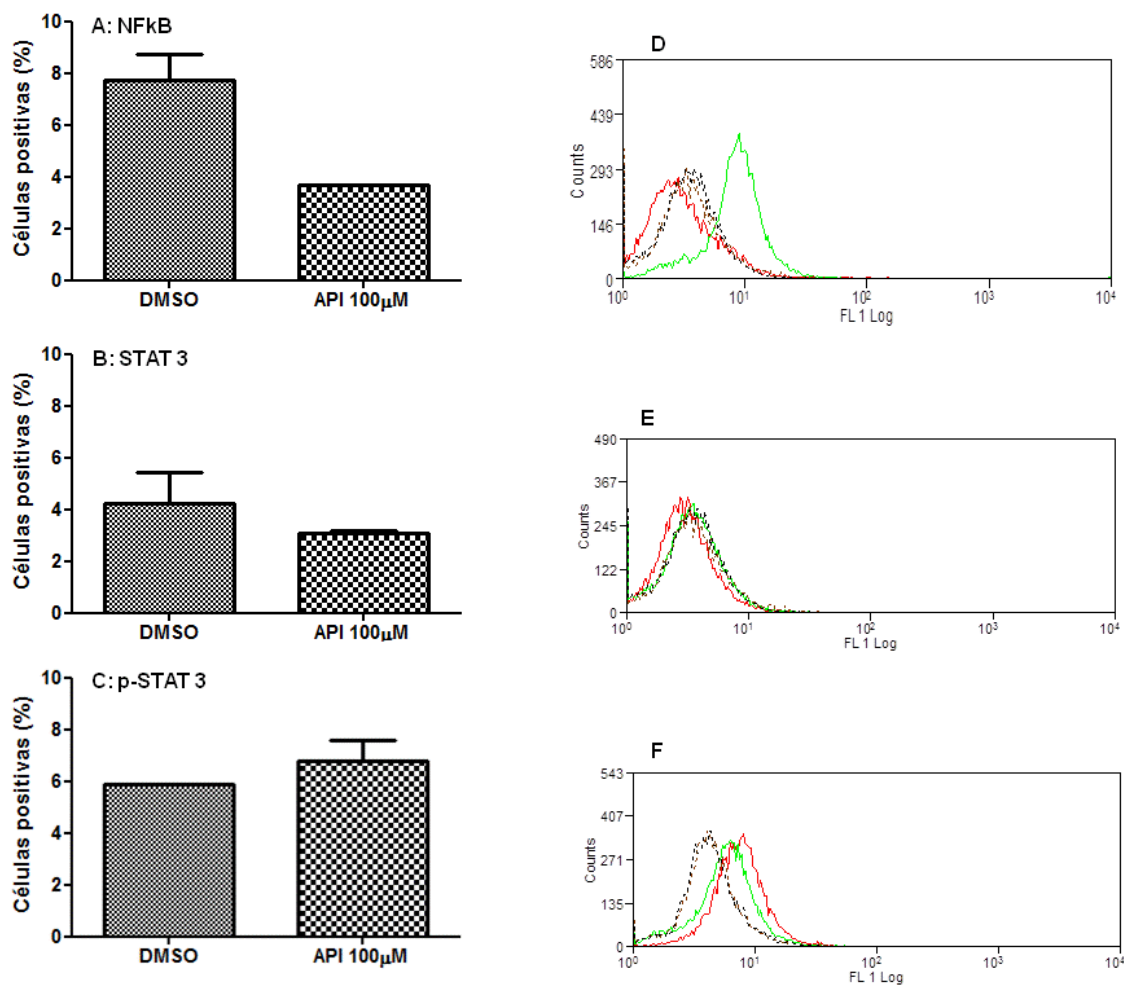 A: NFkB
Células positivas (%)
10
8
6
4
2
0
DMSO
API 100µM
D
Counts
586
439
293
146
0
10⁰
10¹
10²
10³
10⁴
FL 1 Log
B: STAT 3
Células positivas (%)
10
8
6
4
2
0
DMSO
API 100µM
E
Counts
490
367
245
122
0
10⁰
10¹
10²
10³
10⁴
FL 1 Log
C: p-STAT 3
Células positivas (%)
10
8
6
4
2
0
DMSO
API 100µM
F
Counts
543
407
271
135
0
10⁰
10¹
10²
10³
10⁴
FL 1 Log